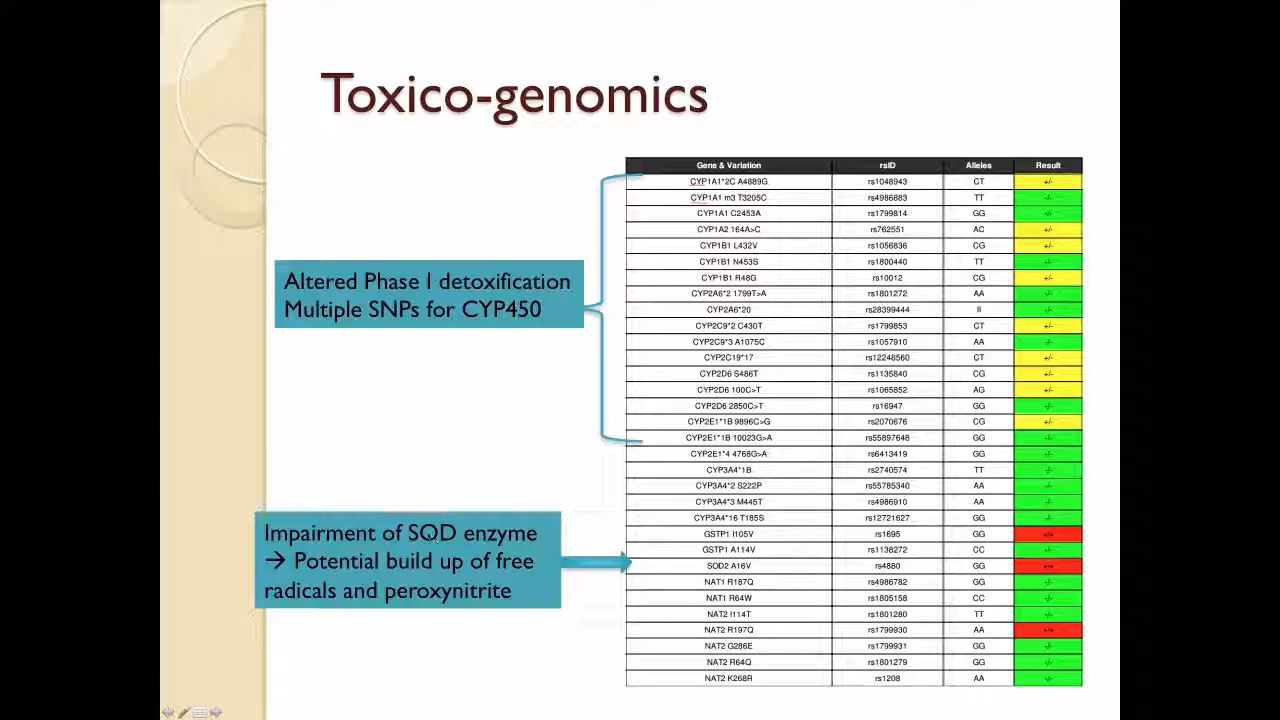 Toxico-genomics
Altered Phase I detoxification
Multiple SNPs for CYP450
Impairment of SOD enzyme
→ Potential build up of free
radicals and peroxynitrite
Gene & Variation rsID Alleles Result
CYP1A1*2C A4889G rs1048943 CT +/-
CYP1A1 m3 T3205C rs4986883 TT -/-
CYP1A1 C2453A rs1799814 GG -/-
CYP1A2 164A>C rs762551 AC +/-
CYP1B1 L432V rs1056836 CG +/-
CYP1B1 N453S rs1800440 TT -/-
CYP1B1 R48G rs10012 CG +/-
CYP2A6*2 1799T>A rs1801272 AA -/-
CYP2A6*20 rs28399444 II -/-
CYP2C9*2 C430T rs1799853 CT +/-
CYP2C9*3 A1075C rs1057910 AA -/-
CYP2C19*17 rs12248560 CT +/-
CYP2D6 S486T rs1135840 CG +/-
CYP2D6 100C>T rs1065852 AG +/-
CYP2D6 2850C>T rs16947 GG -/-
CYP2E1*1B 9896C>G rs2070676 CG +/-
CYP2E1*1B 10023G>A rs55897648 GG -/-
CYP2E1*4 4768G>A rs6413419 GG -/-
CYP3A4*1B rs2740574 TT -/-
CYP3A4*2 S222P rs55785340 AA -/-
CYP3A4*3 M445T rs4986910 AA -/-
CYP3A4*16 T185S rs12721627 GG -/-
GSTP1 I105V rs1695 GG +/+
GSTP1 A114V rs1138272 CC -/-
SOD2 A16V rs4880 GG +/+
NAT1 R187Q rs4986782 GG -/-
NAT1 R64W rs1805158 CC -/-
NAT2 I114T rs1801280 TT -/-
NAT2 R197Q rs1799930 AA +/+
NAT2 G286E rs1799931 GG -/-
NAT2 R64Q rs1801279 GG -/-
NAT2 K268R rs1208 AA -/-